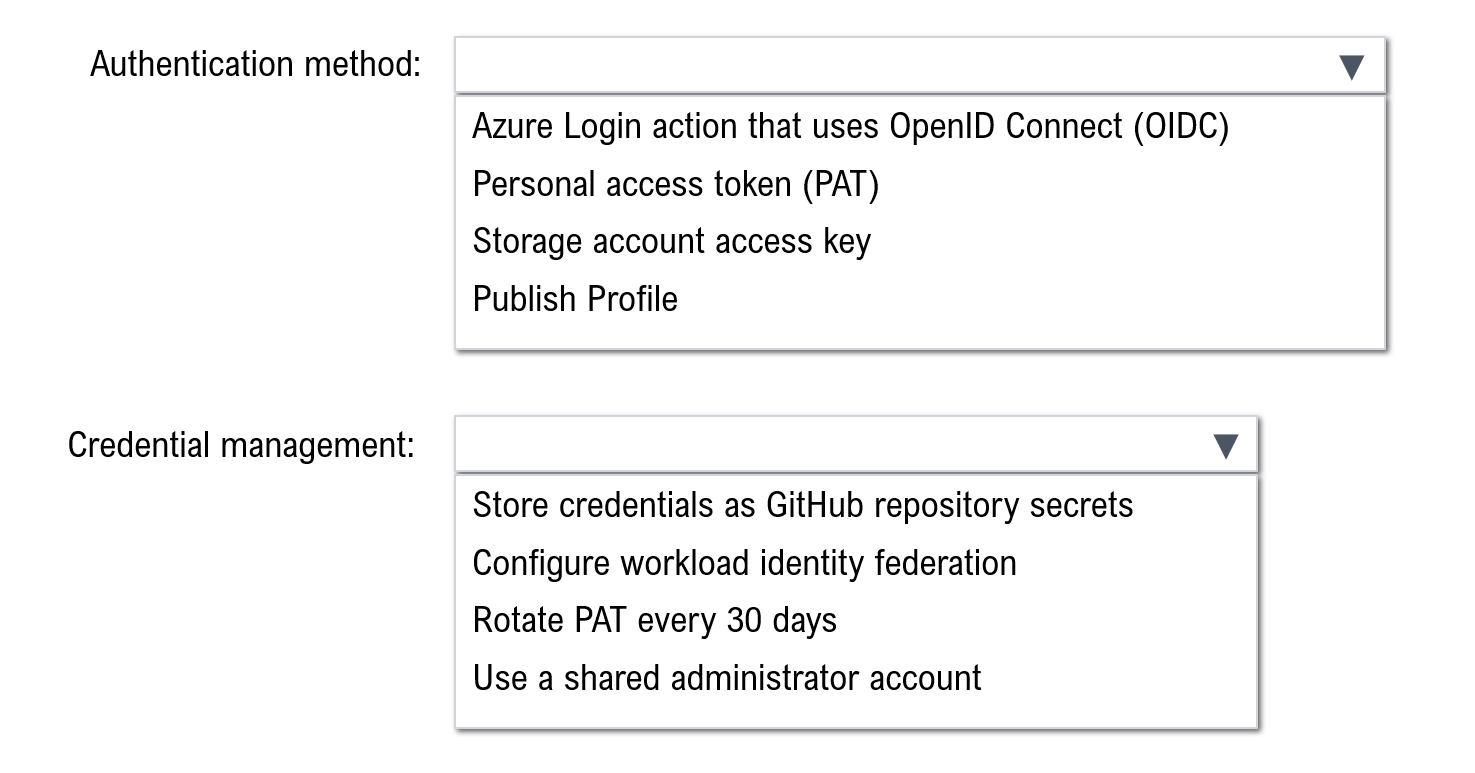 Authentication method:
Azure Login action that uses OpenID Connect (OIDC)
Personal access token (PAT)
Storage account access key
Publish Profile
Credential management:
Store credentials as GitHub repository secrets
Configure workload identity federation
Rotate PAT every 30 days
Use a shared administrator account